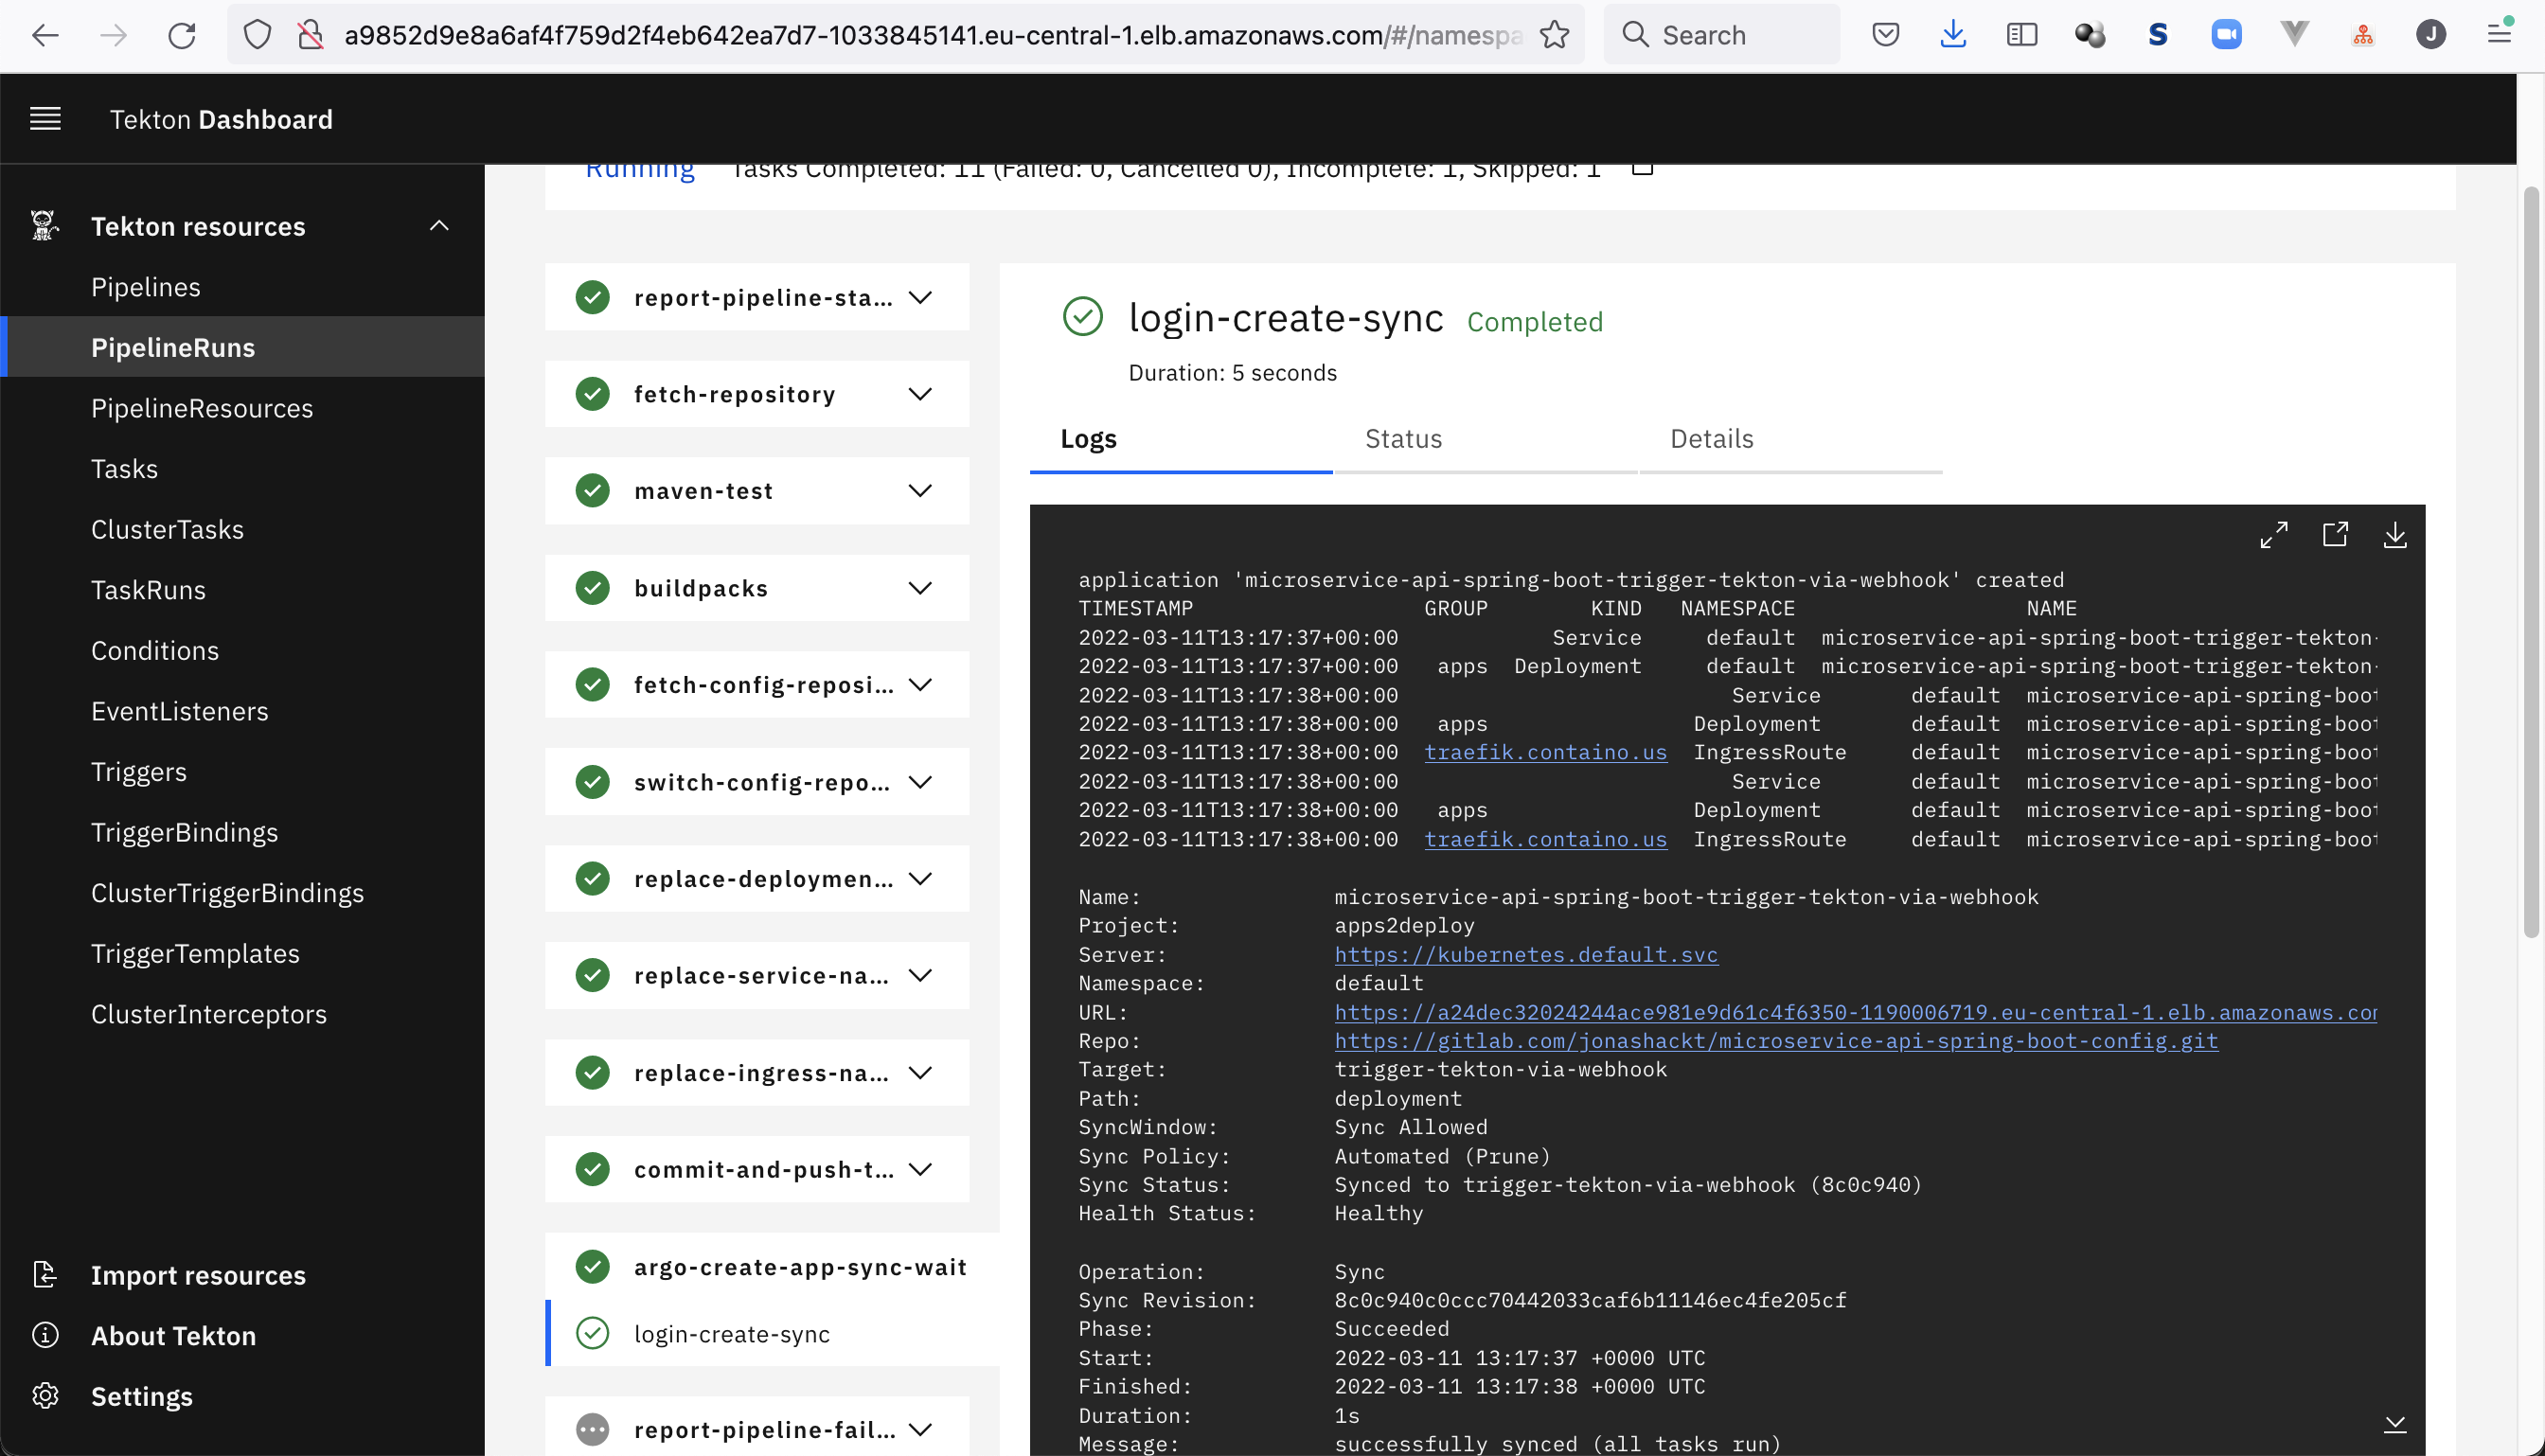 a9852d9e8a6af4f759d2f4eb642ea7d7-1033845141.eu-central-1.elb.amazonaws.com/#/namespa
Search
S
J
Tekton Dashboard
Running Tasks Completed: 11 (Failed: 0, Cancelled 0), Incomplete: 1, Skipped: 1
Tekton resources
Pipelines
PipelineRuns
PipelineResources
Tasks
ClusterTasks
TaskRuns
Conditions
EventListeners
Triggers
TriggerBindings
ClusterTriggerBindings
TriggerTemplates
ClusterInterceptors
Import resources
About Tekton
Settings
report-pipeline-sta...
fetch-repository
maven-test
buildpacks
fetch-config-reposi...
switch-config-repo...
replace-deploymen...
replace-service-na...
replace-ingress-na...
commit-and-push-t...
argo-create-app-sync-wait
login-create-sync
report-pipeline-fail...
login-create-sync Completed
Duration: 5 seconds
Logs Status Details
application 'microservice-api-spring-boot-trigger-tekton-via-webhook' created
TIMESTAMP GROUP KIND NAMESPACE NAME
2022-03-11T13:17:37+00:00 Service default microservice-api-spring-boot-trigger-tekton-
2022-03-11T13:17:37+00:00 apps Deployment default microservice-api-spring-boot-trigger-tekton-
2022-03-11T13:17:38+00:00 Service default microservice-api-spring-boot
2022-03-11T13:17:38+00:00 apps Deployment default microservice-api-spring-boot
2022-03-11T13:17:38+00:00 traefik.containo.us IngressRoute default microservice-api-spring-boot
2022-03-11T13:17:38+00:00 Service default microservice-api-spring-boot
2022-03-11T13:17:38+00:00 apps Deployment default microservice-api-spring-boot
2022-03-11T13:17:38+00:00 traefik.containo.us IngressRoute default microservice-api-spring-boot
Name: microservice-api-spring-boot-trigger-tekton-via-webhook
Project: apps2deploy
Server: https://kubernetes.default.svc
Namespace: default
URL: https://a24dec32024244ace981e9d61c4f6350-1190006719.eu-central-1.elb.amazonaws.com
Repo: https://gitlab.com/jonashackt/microservice-api-spring-boot-config.git
Target: trigger-tekton-via-webhook
Path: deployment
SyncWindow: Sync Allowed
Sync Policy: Automated (Prune)
Sync Status: Synced to trigger-tekton-via-webhook (8c0c940)
Health Status: Healthy
Operation: Sync
Sync Revision: 8c0c940c0ccc70442033caf6b11146ec4fe205cf
Phase: Succeeded
Start: 2022-03-11 13:17:37 +0000 UTC
Finished: 2022-03-11 13:17:38 +0000 UTC
Duration: 1s
Message: successfully synced (all tasks run)